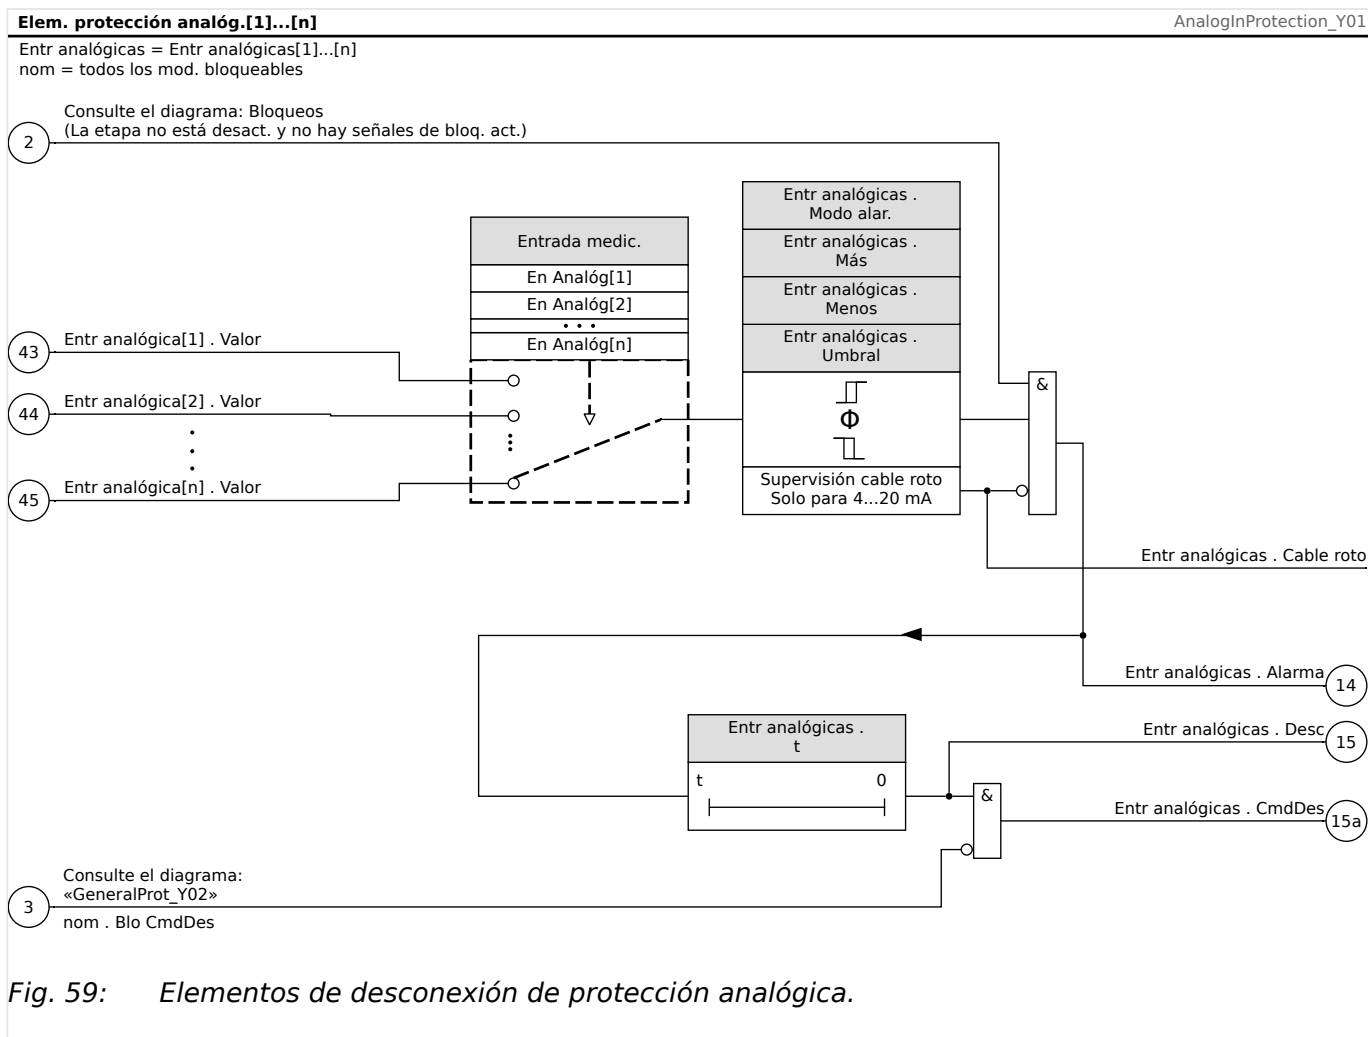 Elem. protección analóg.[1]...[n]
AnalogInProtection_Y01
Entr analógicas = Entr analógicas[1]...[n]
nom = todos los mod. bloqueables
Consulte el diagrama: Bloqueos
(La etapa no está desact. y no hay señales de bloq. act.)
2
Entr analógicas .
Modo alar.
Entr analógicas .
Más
Entr analógicas .
Menos
Entr analógicas .
Umbral
Φ
Supervisión cable roto
Solo para 4...20 mA
Entrada medic.
En Analóg[1]
En Analóg[2]
• • •
En Analóg[n]
43
Entr analógica[1] . Valor
44
Entr analógica[2] . Valor
45
Entr analógica[n] . Valor
&
Entr analógicas . Cable roto
Entr analógicas . Alarma
14
Entr analógicas .
t
t 0
Entr analógicas . Desc
15
&
Entr analógicas . CmdDes
15a
Consulte el diagrama:
«GeneralProt_Y02»
3
nom . Blo CmdDes
Fig. 59: Elementos de desconexión de protección analógica.